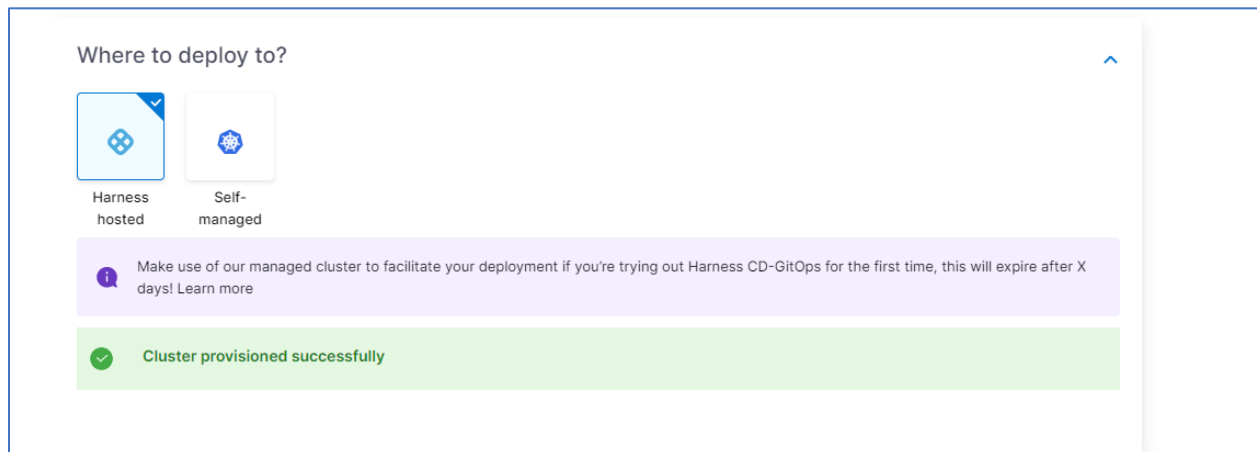 Where to deploy to?
Harness
hosted
Self-
managed
Make use of our managed cluster to facilitate your deployment if you're trying out Harness CD-GitOps for the first time, this will expire after X
days! Learn more
Cluster provisioned successfully